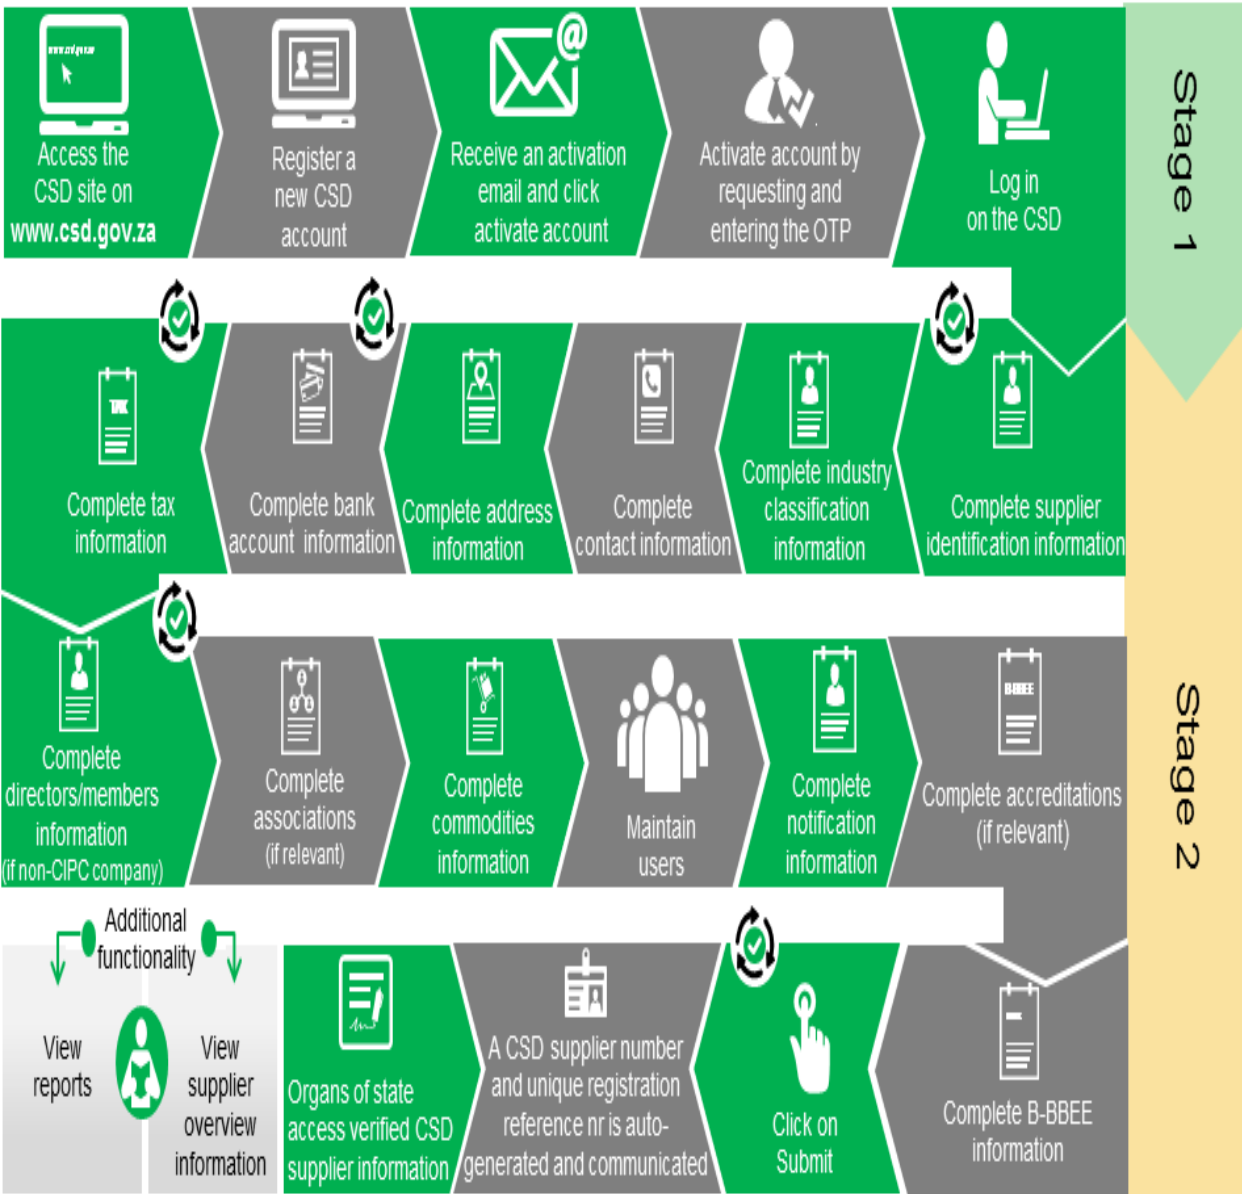 Access the
CSD site on
www.csd.gov.za
Register a
new CSD
account
Receive an activation
email and click
activate account
Activate account by
requesting and
entering the OTP
Log in
on the CSD
Stage 1
Complete supplier
identification information
Complete industry
classification
information
Complete
contact information
Complete address
information
Complete bank
account information
TAX
Complete tax
information
Complete
directors/members
information
(if non-CIPC company)
Complete
associations
(if relevant)
Complete
commodities
information
Maintain
users
Complete
notification
information
B-BBEE
Complete accreditations
(if relevant)
Stage 2
Complete B-BBEE
information
Click on
Submit
A CSD supplier number
and unique registration
reference nr is auto-
generated and communicated
Organs of state
access verified CSD
supplier information
Additional
functionality
View
reports
View
supplier
overview
information